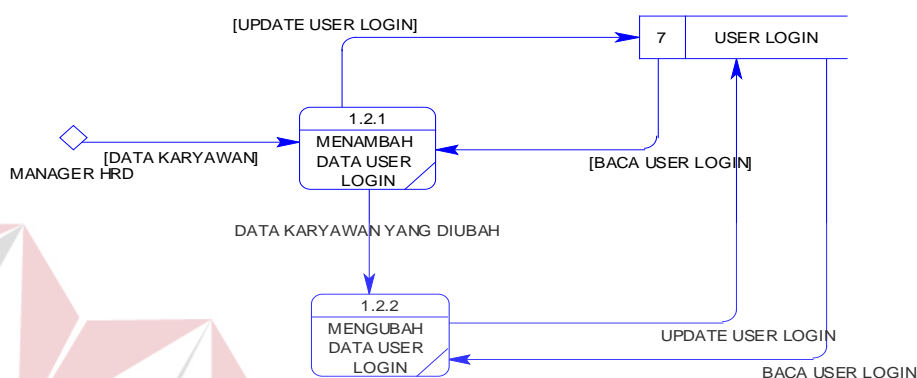 [UPDATE USER LOGIN]
7 USER LOGIN
1.2.1
MENAMBAH
DATA USER
LOGIN
[DATA KARYAWAN]
MANAGER HRD
[BACA USER LOGIN]
DATA KARYAWAN YANG DIUBAH
1.2.2
MENGUBAH
DATA USER
LOGIN
UPDATE USER LOGIN
BACA USER LOGIN